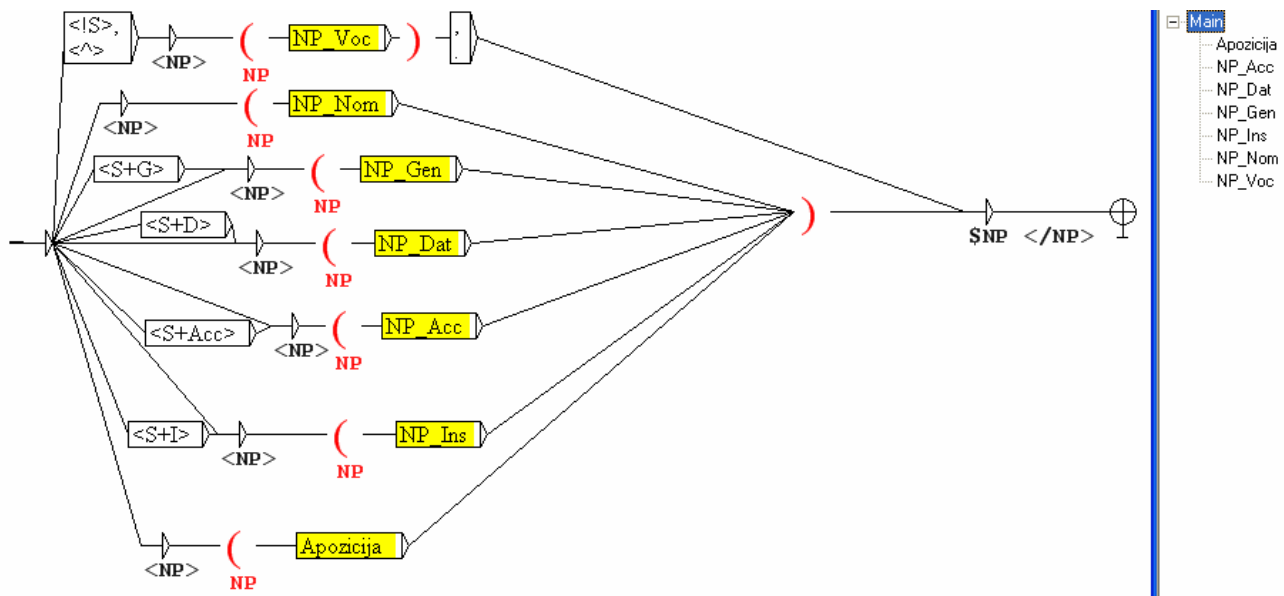 <!S>,
<^>
<NP>
(
NP
NP_Voc
)
,
.
<NP>
(
NP
NP_Nom
<S+G>
<NP>
(
NP
NP_Gen
<S+D>
<NP>
(
NP
NP_Dat
<S+Acc>
<NP>
(
NP
NP_Acc
<S+I>
<NP>
(
NP
NP_Ins
<NP>
(
NP
Apozicija
)
$NP </NP>
Main
Apozicija
NP_Acc
NP_Dat
NP_Gen
NP_Ins
NP_Nom
NP_Voc